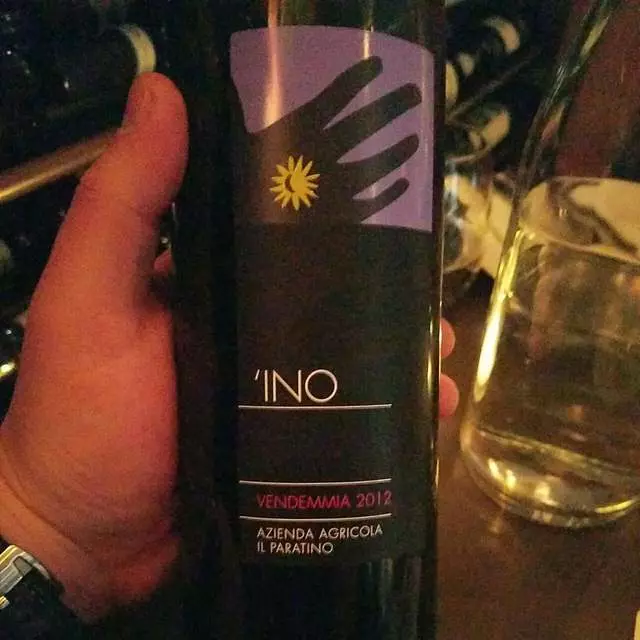 'INO
VENDEMMIA 2012
AZIENDA AGRICOLA
IL PARATINO